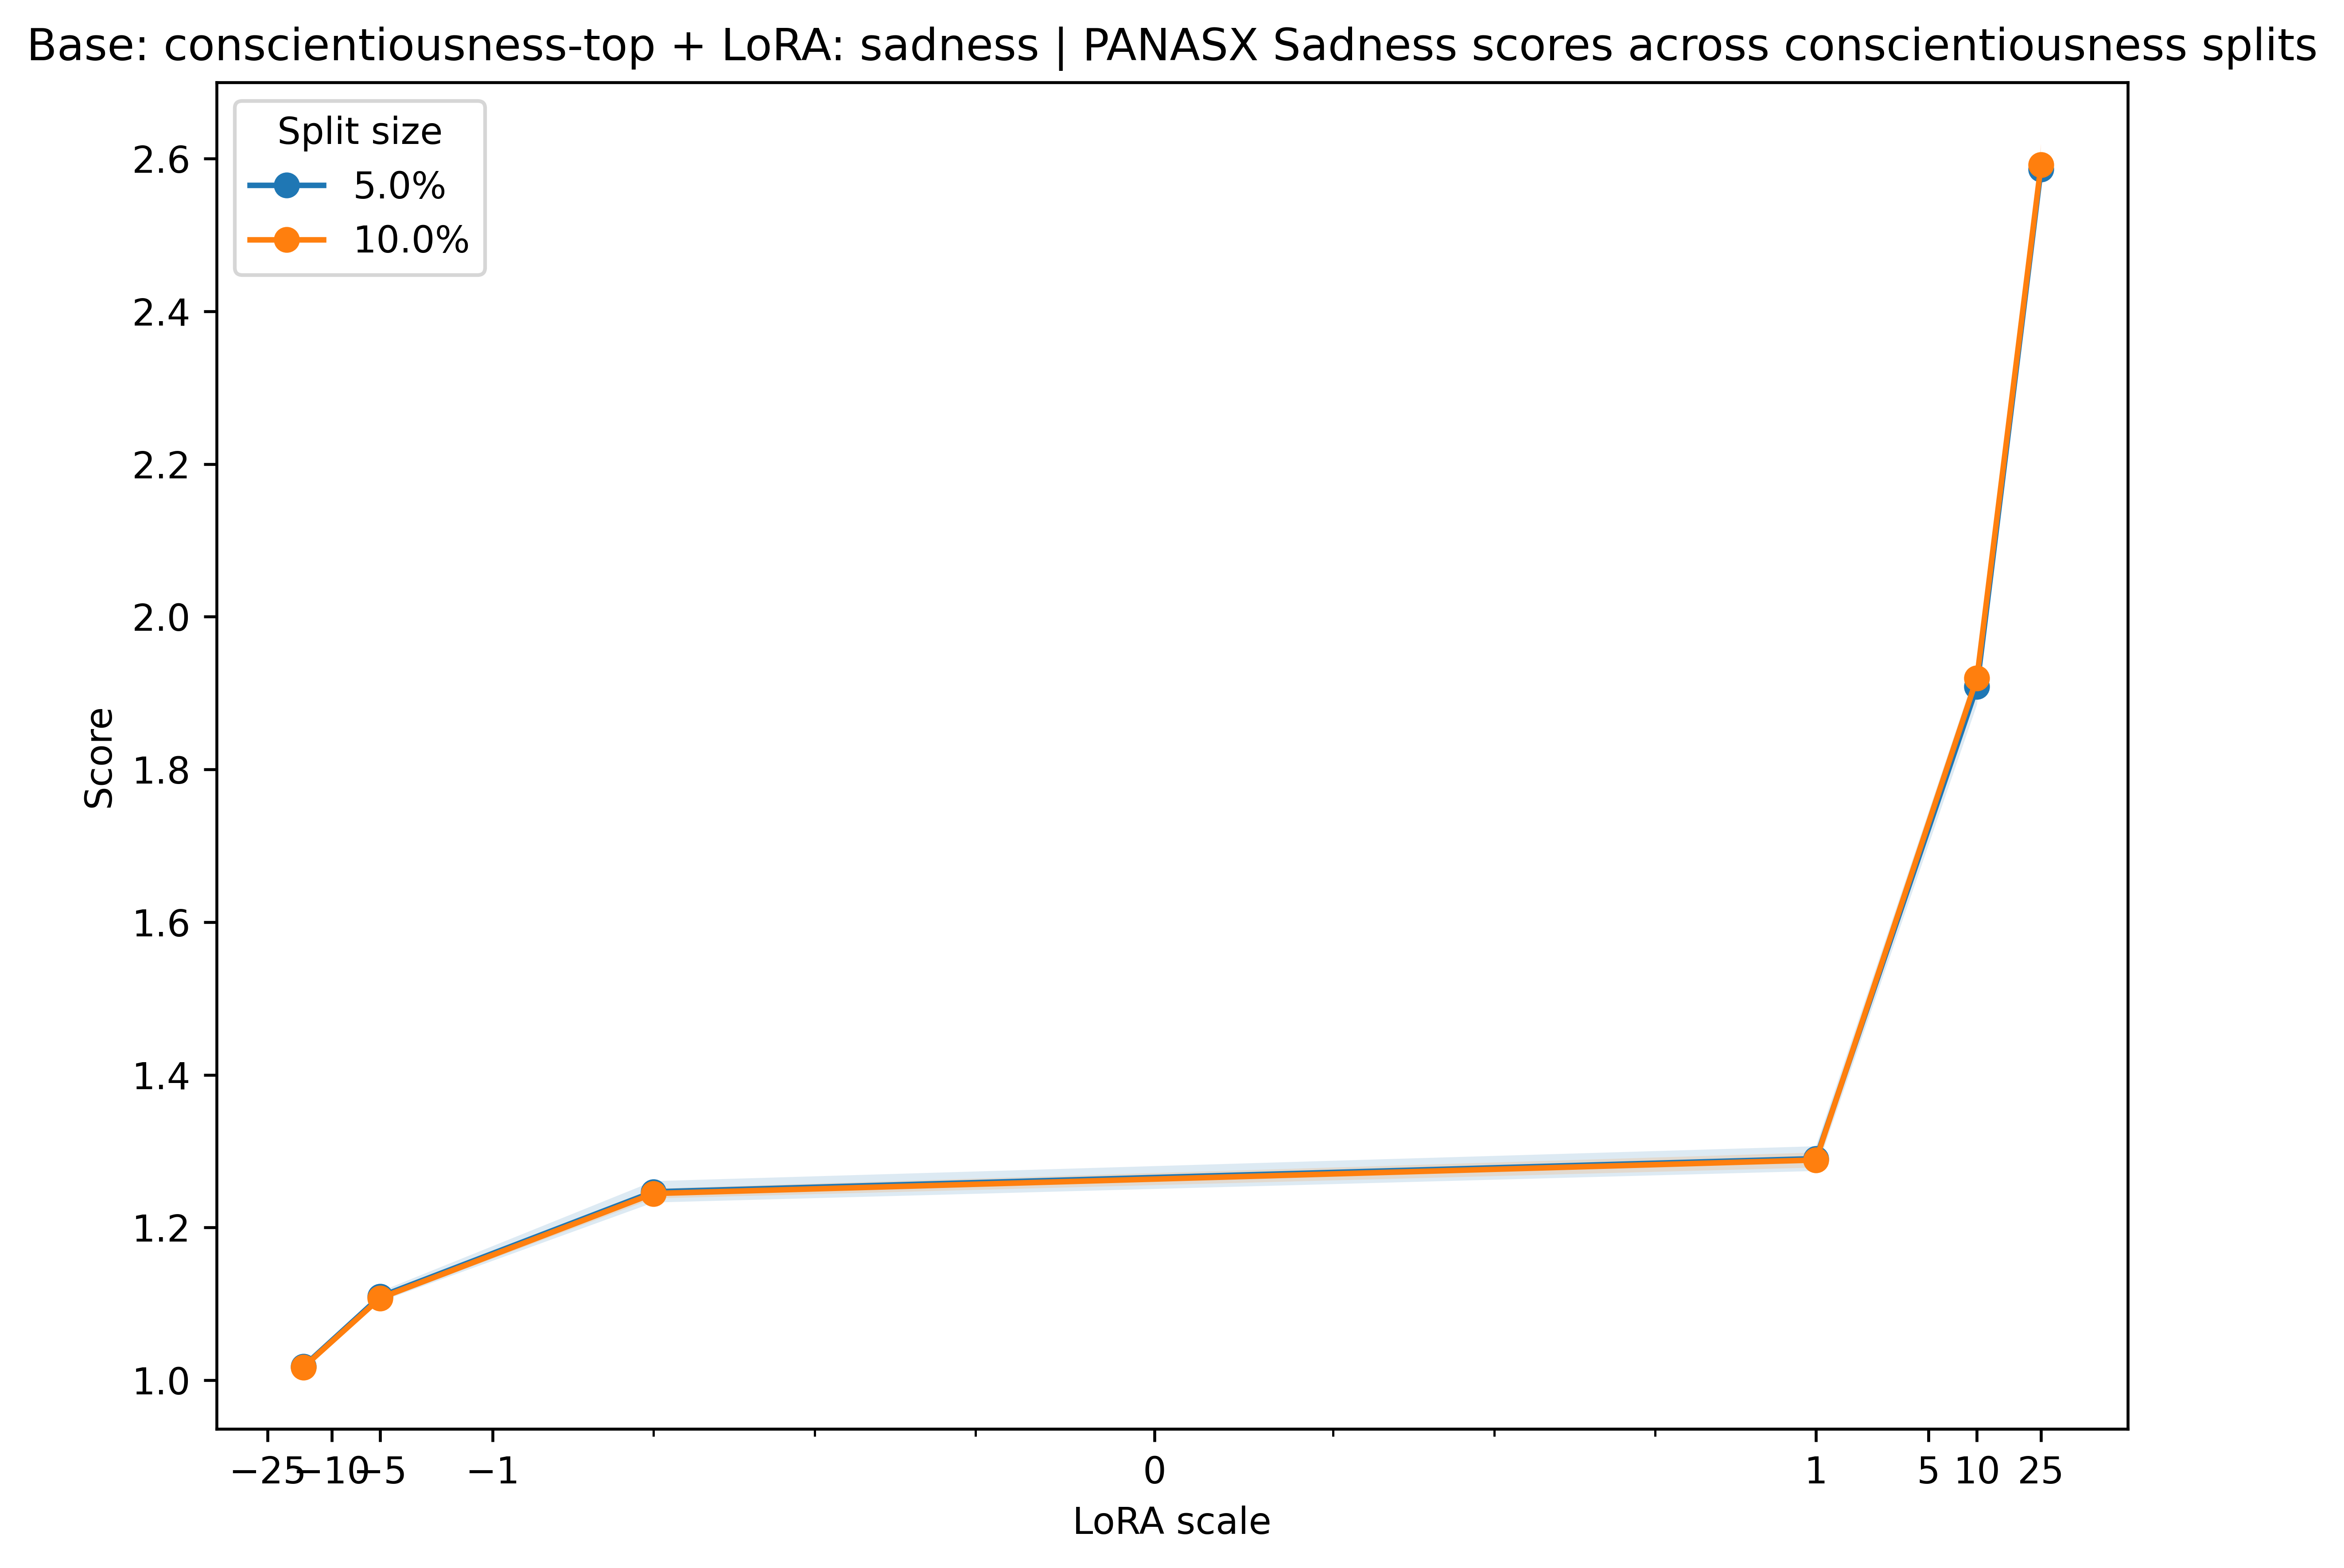 Base: conscientiousness-top + LoRA: sadness | PANASX Sadness scores across conscientiousness splits
Split size
5.0%
10.0%
2.6
2.4
2.2
2.0
1.8
1.6
1.4
1.2
1.0
Score
−25 −10 −5 −1 0 1 5 10 25
LoRA scale